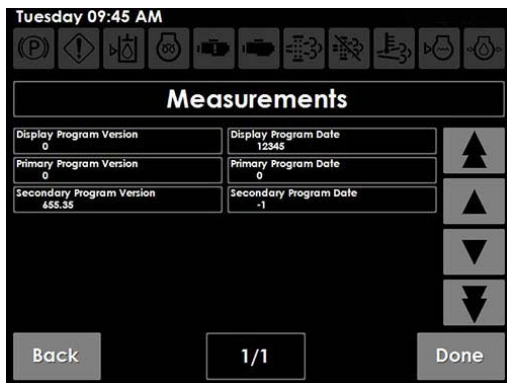 Tuesday 09:45 AM
(P)
Measurements
Display Program Version
0
Display Program Date
12345
Primary Program Version
0
Primary Program Date
0
Secondary Program Version
655.35
Secondary Program Date
-1
Back
1/1
Done